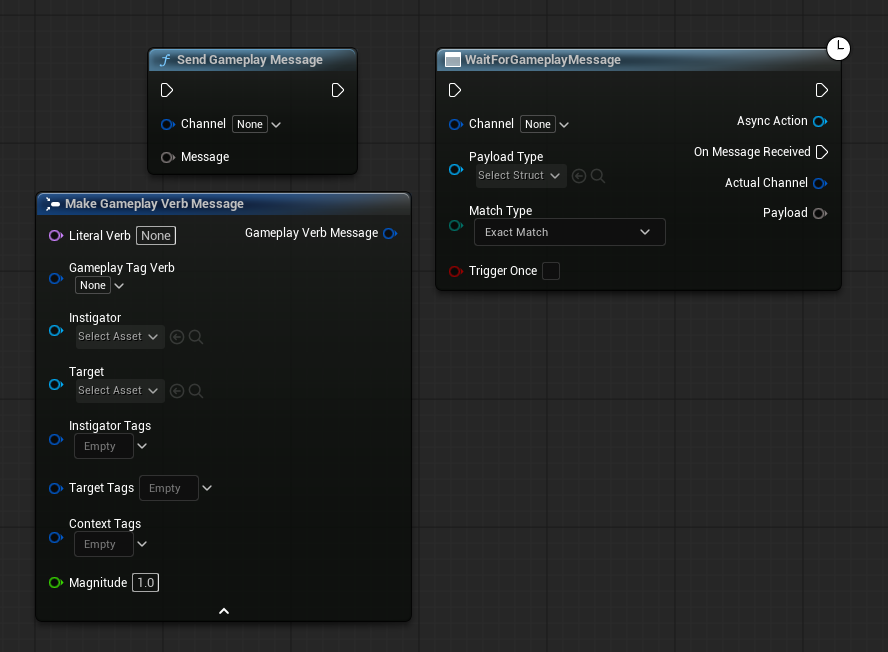 Send Gameplay Message
Channel None
Message
WaitForGameplayMessage
Channel None
Payload Type
Select Struct
Match Type
Exact Match
Trigger Once
Async Action
On Message Received
Actual Channel
Payload
Make Gameplay Verb Message
Literal Verb None
Gameplay Verb Message
Gameplay Tag Verb
None
Instigator
Select Asset
Target
Select Asset
Instigator Tags
Empty
Target Tags Empty
Context Tags
Empty
Magnitude 1.0